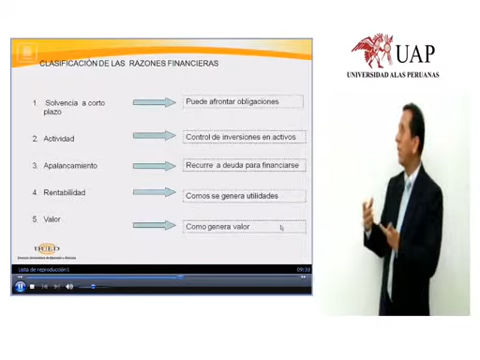 CLASIFICACIÓN DE LAS RAZONES FINANCIERAS
1 Solvencia a corto plazo
Puede afrontar obligaciones
2. Actividad
Control de inversiones en activos
3. Apalancamiento
Recurre a deuda para financiarse
4. Rentabilidad
Comos se genera utilidades
5. Valor
Como genera valor
DUED
Lista de reproducción1
09:39
UAP
UNIVERSIDAD ALAS PERUANAS